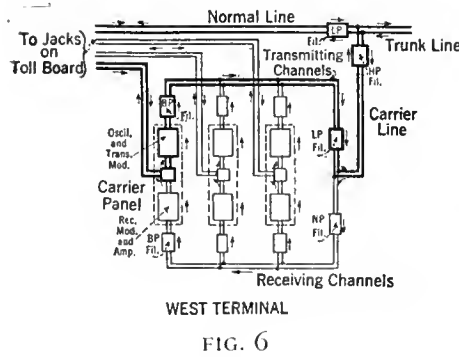 Normal Line
LP
Fil.
To Jacks
on
Toll Board
Trunk Line
Transmitting
Channels
HP
Fil.
Carrier
Line
BP
Fil.
Oscil.
and
Trans.
Mod.
LP
Fil.
Carrier
Panel
Rec.
Mod.
and
Amp.
BP
Fil.
NP
Fil.
Receiving Channels
WEST TERMINAL
FIG. 6